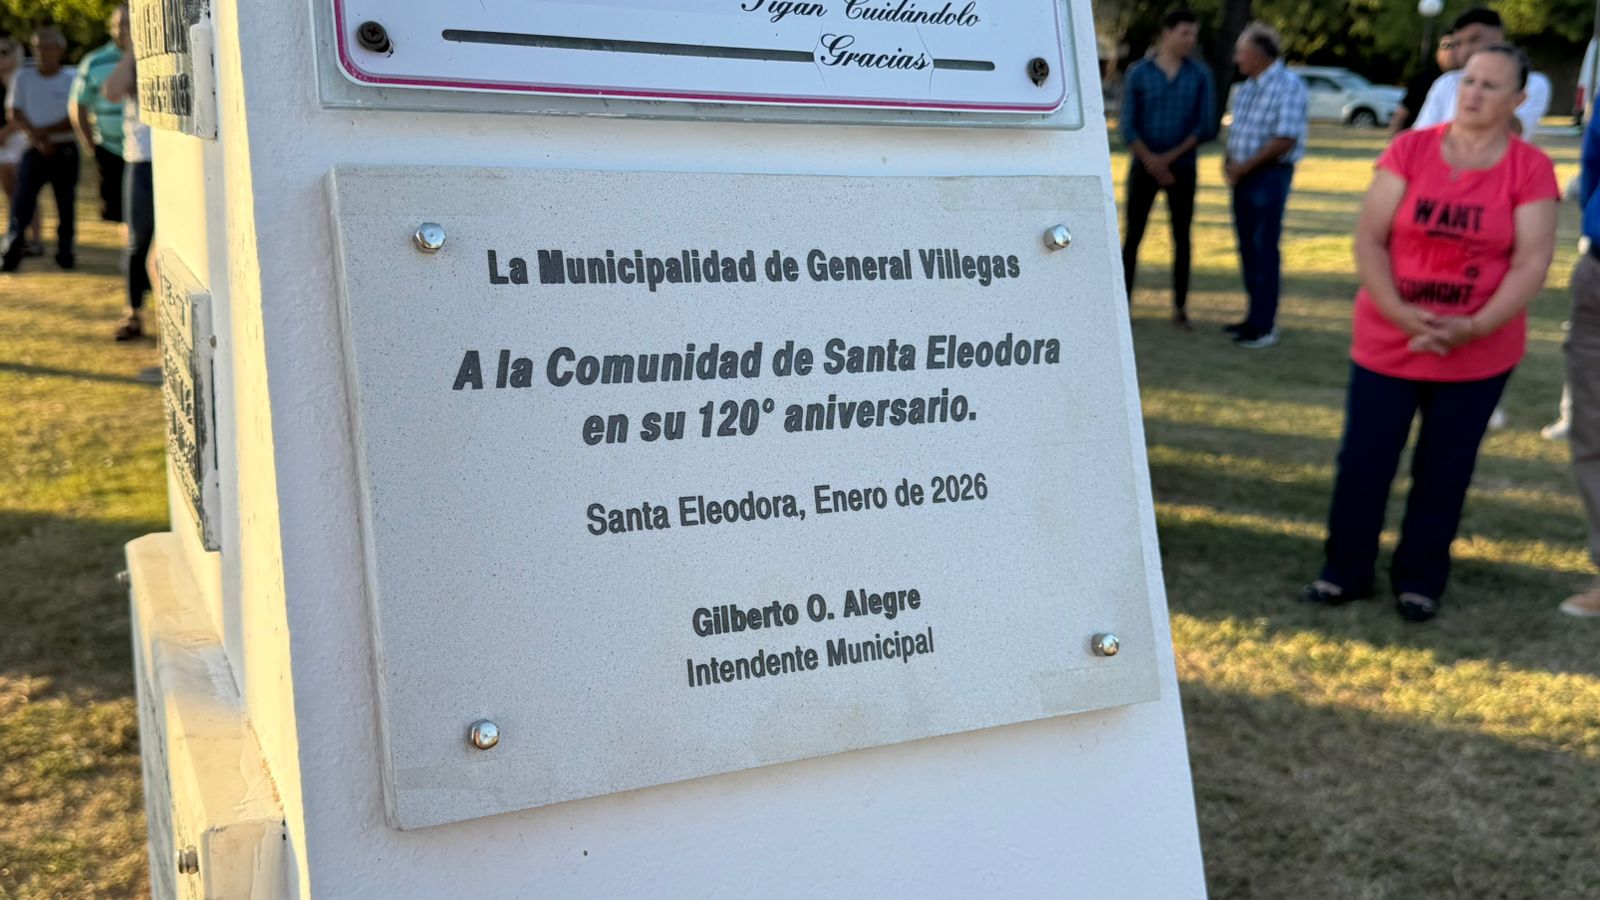 Sigan Cuidándolo
Gracias
La Municipalidad de General Villegas
A la Comunidad de Santa Eleodora
en su 120° aniversario.
Santa Eleodora, Enero de 2026
Gilberto O. Alegre
Intendente Municipal
WANT